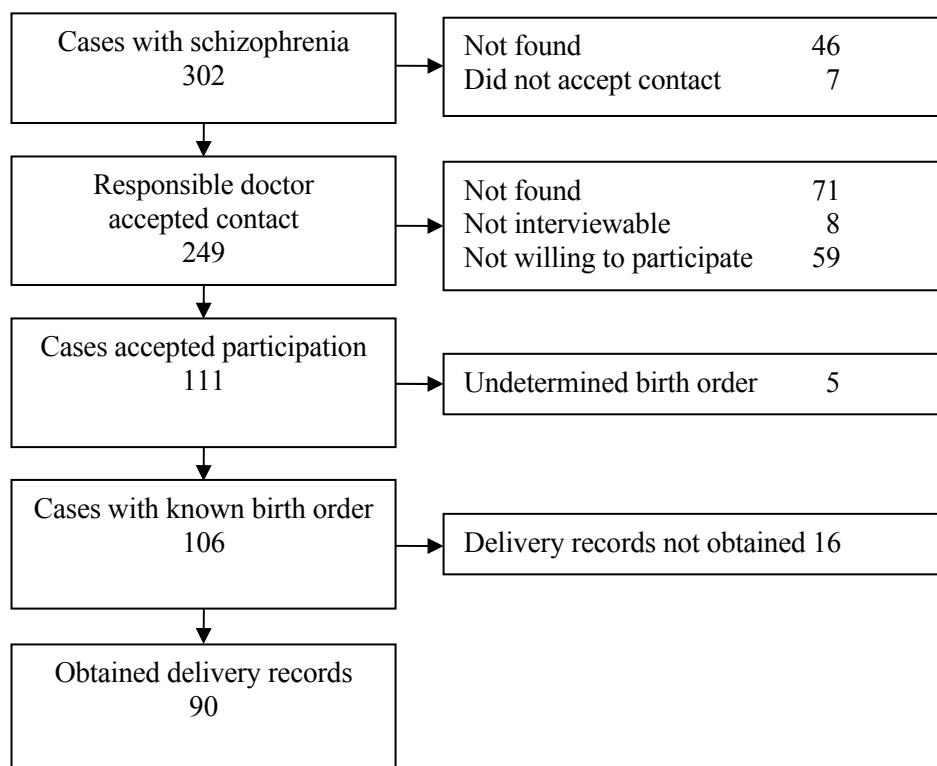 Cases with schizophrenia
302
Not found 46
Did not accept contact 7
Responsible doctor
accepted contact
249
Not found 71
Not interviewable 8
Not willing to participate 59
Cases accepted participation
111
Undetermined birth order 5
Cases with known birth order
106
Delivery records not obtained 16
Obtained delivery records
90